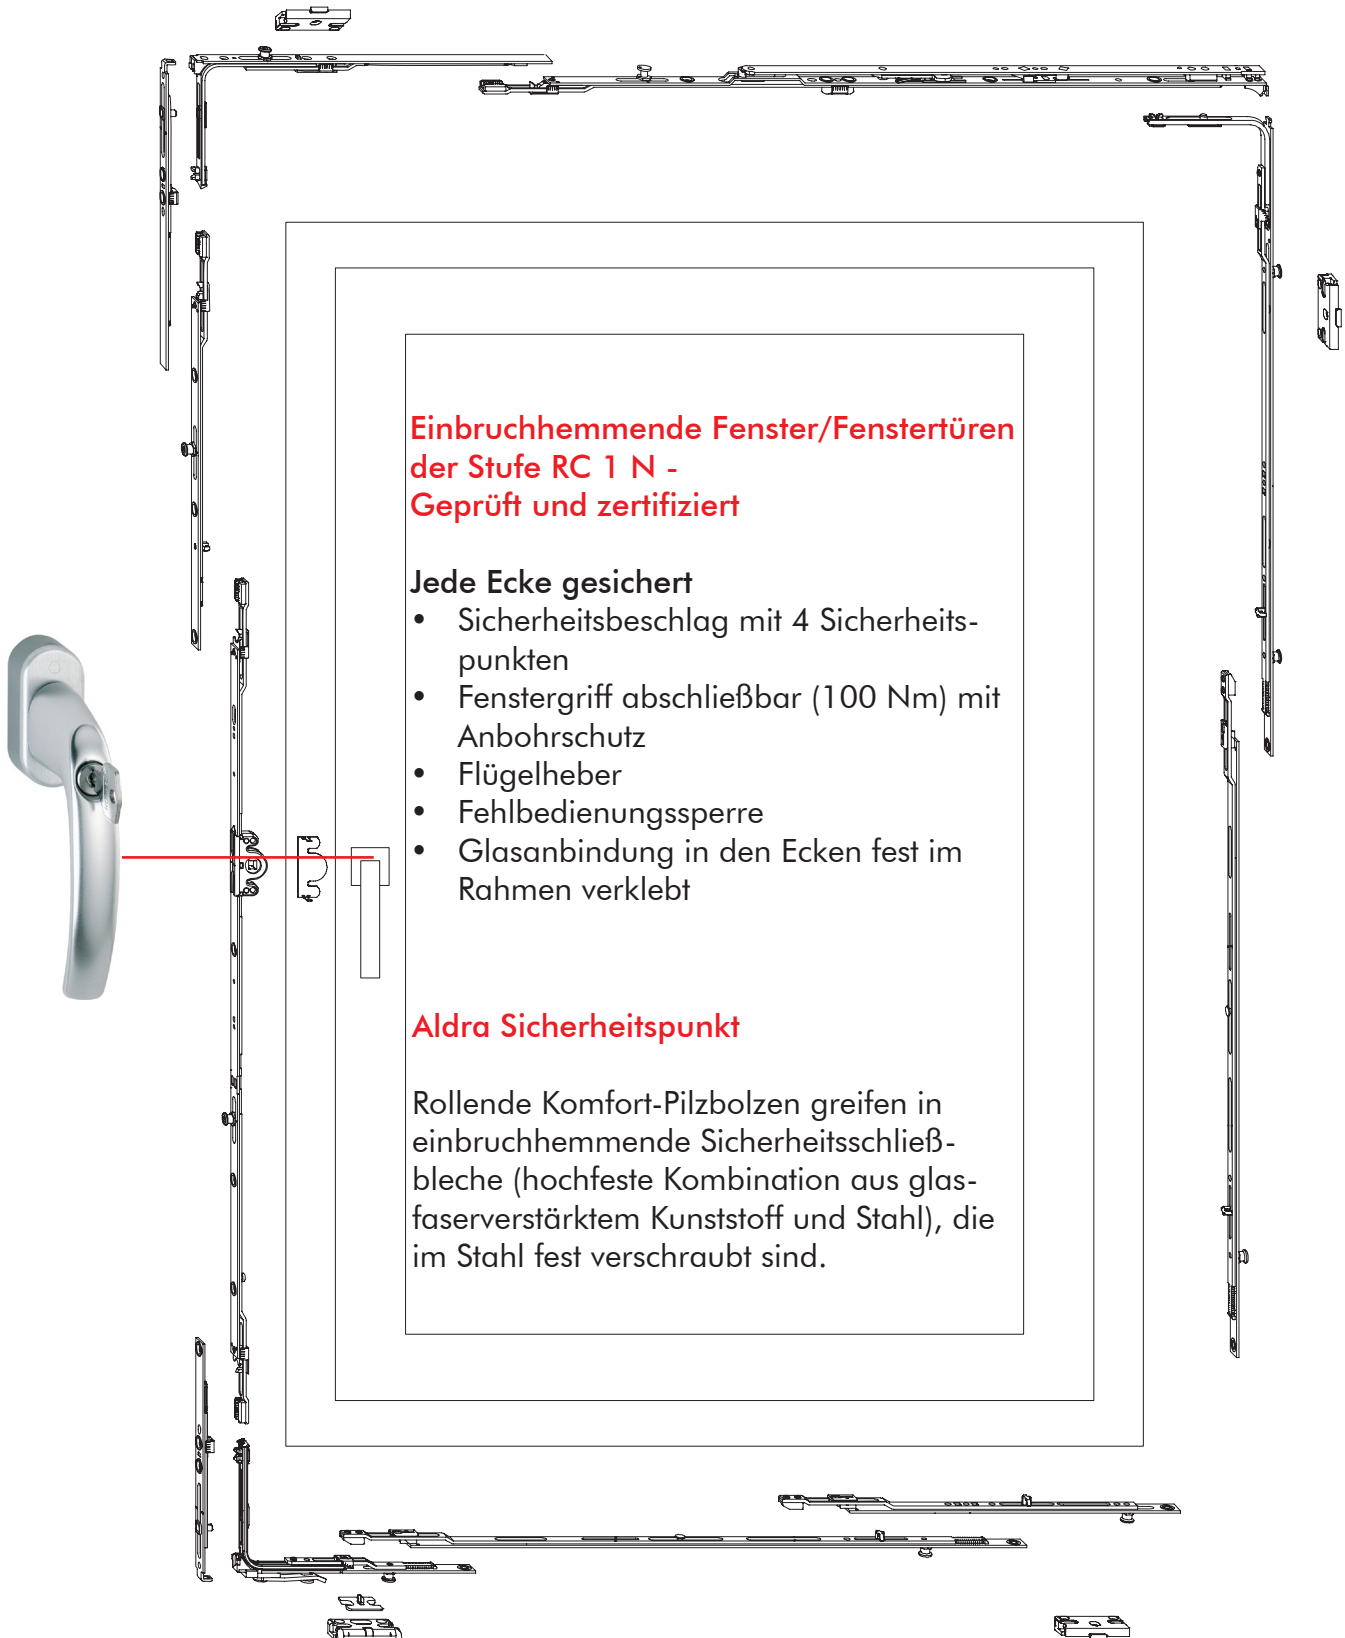 Einbruchhemmende Fenster/Fenstertüren
der Stufe RC 1 N -
Geprüft und zertifiziert
Jede Ecke gesichert
• Sicherheitsbeschlag mit 4 Sicherheits-
punkten
• Fenstergriff abschließbar (100 Nm) mit
Anbohrschutz
• Flügelheber
• Fehlbedienungssperre
• Glasanbindung in den Ecken fest im
Rahmen verklebt
Aldra Sicherheitspunkt
Rollende Komfort-Pilzbolzen greifen in
einbruchhemmende Sicherheitsschließ-
bleche (hochfeste Kombination aus glas-
faserverstärktem Kunststoff und Stahl), die
im Stahl fest verschraubt sind.